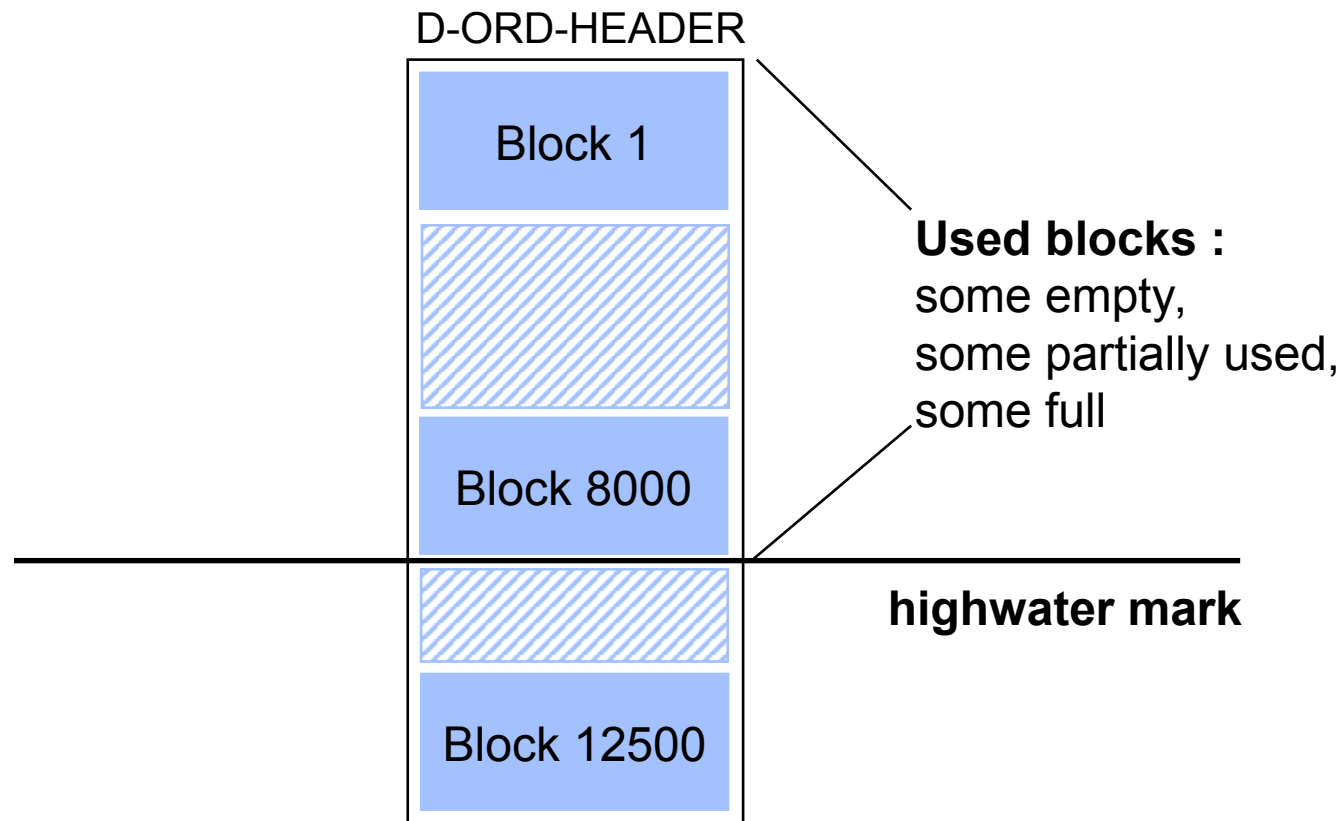 D-ORD-HEADER
Block 1
Used blocks :
some empty,
some partially used,
some full
Block 8000
highwater mark
Block 12500